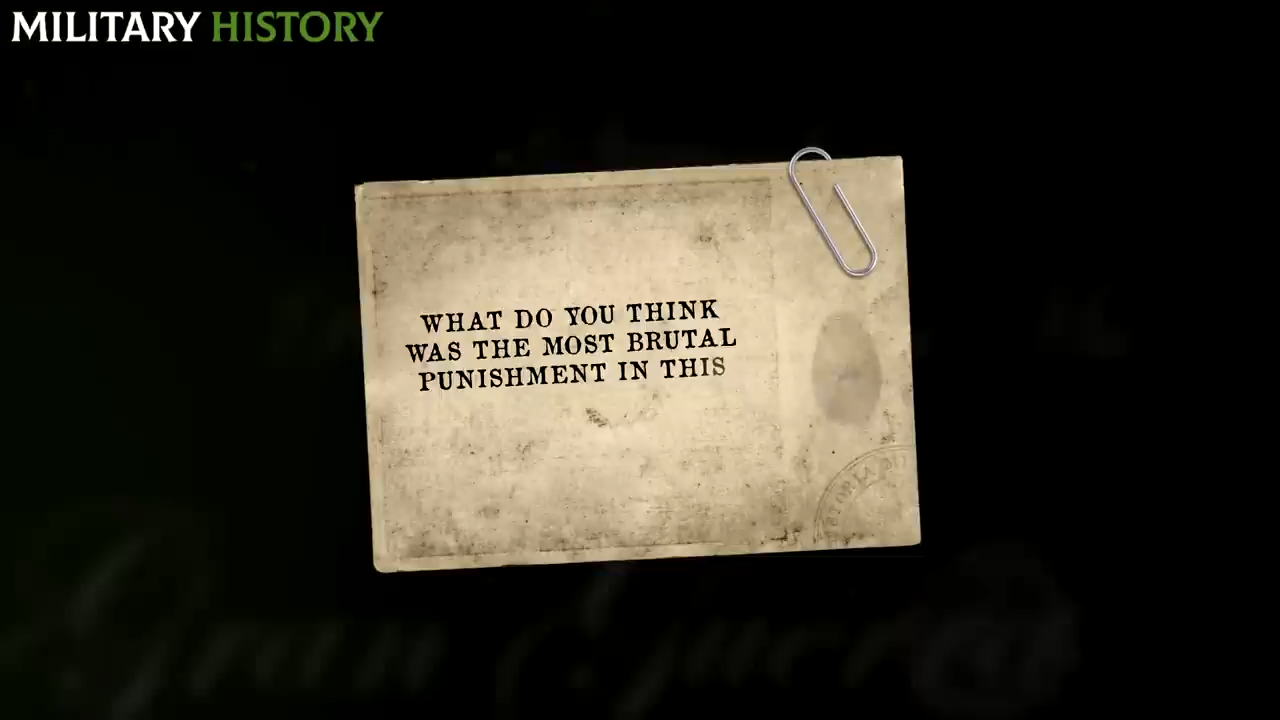 MILITARY HISTORY
WHAT DO YOU THINK
WAS THE MOST BRUTAL
PUNISHMENT IN THIS